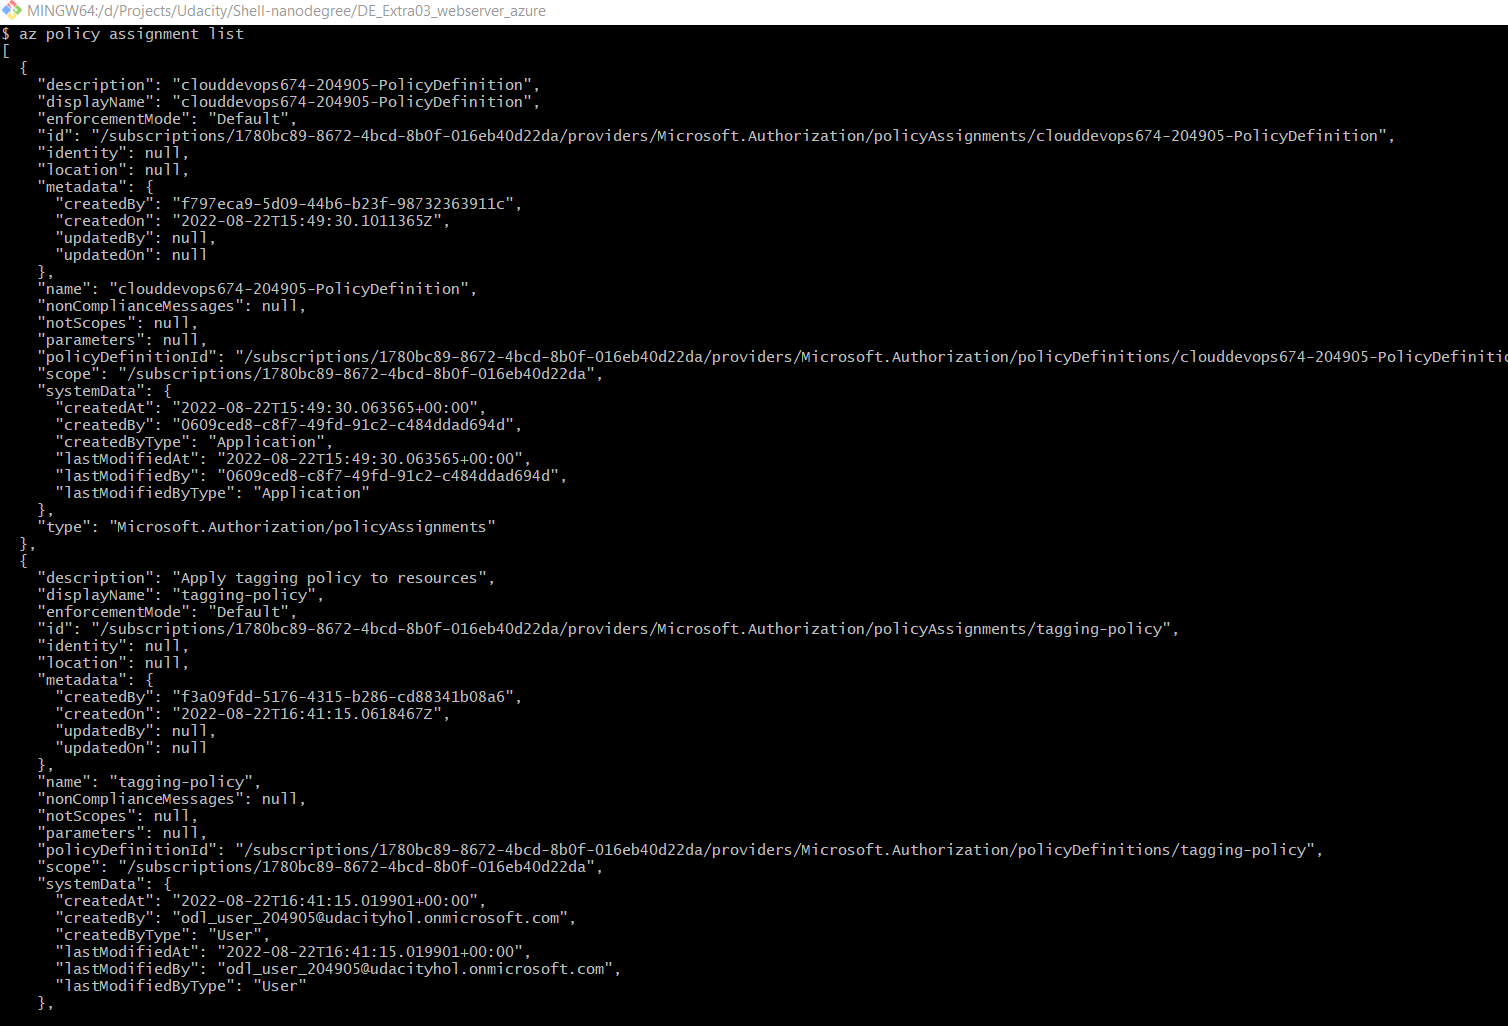 MINGW64:/d/Projects/Udacity/Shell-nanodegree/DE_Extra03_webserver_azure
$ az policy assignment list
[
  {
    "description": "clouddevops674-204905-PolicyDefinition",
    "displayName": "clouddevops674-204905-PolicyDefinition",
    "enforcementMode": "Default",
    "id": "/subscriptions/1780bc89-8672-4bcd-8b0f-016eb40d22da/providers/Microsoft.Authorization/policyAssignments/clouddevops674-204905-PolicyDefinition",
    "identity": null,
    "location": null,
    "metadata": {
      "createdBy": "f797eca9-5d09-44b6-b23f-98732363911c",
      "createdOn": "2022-08-22T15:49:30.1011365Z",
      "updatedBy": null,
      "updatedOn": null
    },
    "name": "clouddevops674-204905-PolicyDefinition",
    "nonComplianceMessages": null,
    "notScopes": null,
    "parameters": null,
    "policyDefinitionId": "/subscriptions/1780bc89-8672-4bcd-8b0f-016eb40d22da/providers/Microsoft.Authorization/policyDefinitions/clouddevops674-204905-PolicyDefinitio
    "scope": "/subscriptions/1780bc89-8672-4bcd-8b0f-016eb40d22da",
    "systemData": {
      "createdAt": "2022-08-22T15:49:30.063565+00:00",
      "createdBy": "0609ced8-c8f7-49fd-91c2-c484ddad694d",
      "createdByType": "Application",
      "lastModifiedAt": "2022-08-22T15:49:30.063565+00:00",
      "lastModifiedBy": "0609ced8-c8f7-49fd-91c2-c484ddad694d",
      "lastModifiedByType": "Application"
    },
    "type": "Microsoft.Authorization/policyAssignments"
  },
  {
    "description": "Apply tagging policy to resources",
    "displayName": "tagging-policy",
    "enforcementMode": "Default",
    "id": "/subscriptions/1780bc89-8672-4bcd-8b0f-016eb40d22da/providers/Microsoft.Authorization/policyAssignments/tagging-policy",
    "identity": null,
    "location": null,
    "metadata": {
      "createdBy": "f3a09fdd-5176-4315-b286-cd88341b08a6",
      "createdOn": "2022-08-22T16:41:15.0618467Z",
      "updatedBy": null,
      "updatedOn": null
    },
    "name": "tagging-policy",
    "nonComplianceMessages": null,
    "notScopes": null,
    "parameters": null,
    "policyDefinitionId": "/subscriptions/1780bc89-8672-4bcd-8b0f-016eb40d22da/providers/Microsoft.Authorization/policyDefinitions/tagging-policy",
    "scope": "/subscriptions/1780bc89-8672-4bcd-8b0f-016eb40d22da",
    "systemData": {
      "createdAt": "2022-08-22T16:41:15.019901+00:00",
      "createdBy": "odl_user_204905@udacityhol.onmicrosoft.com",
      "createdByType": "User",
      "lastModifiedAt": "2022-08-22T16:41:15.019901+00:00",
      "lastModifiedBy": "odl_user_204905@udacityhol.onmicrosoft.com",
      "lastModifiedByType": "User"
    },